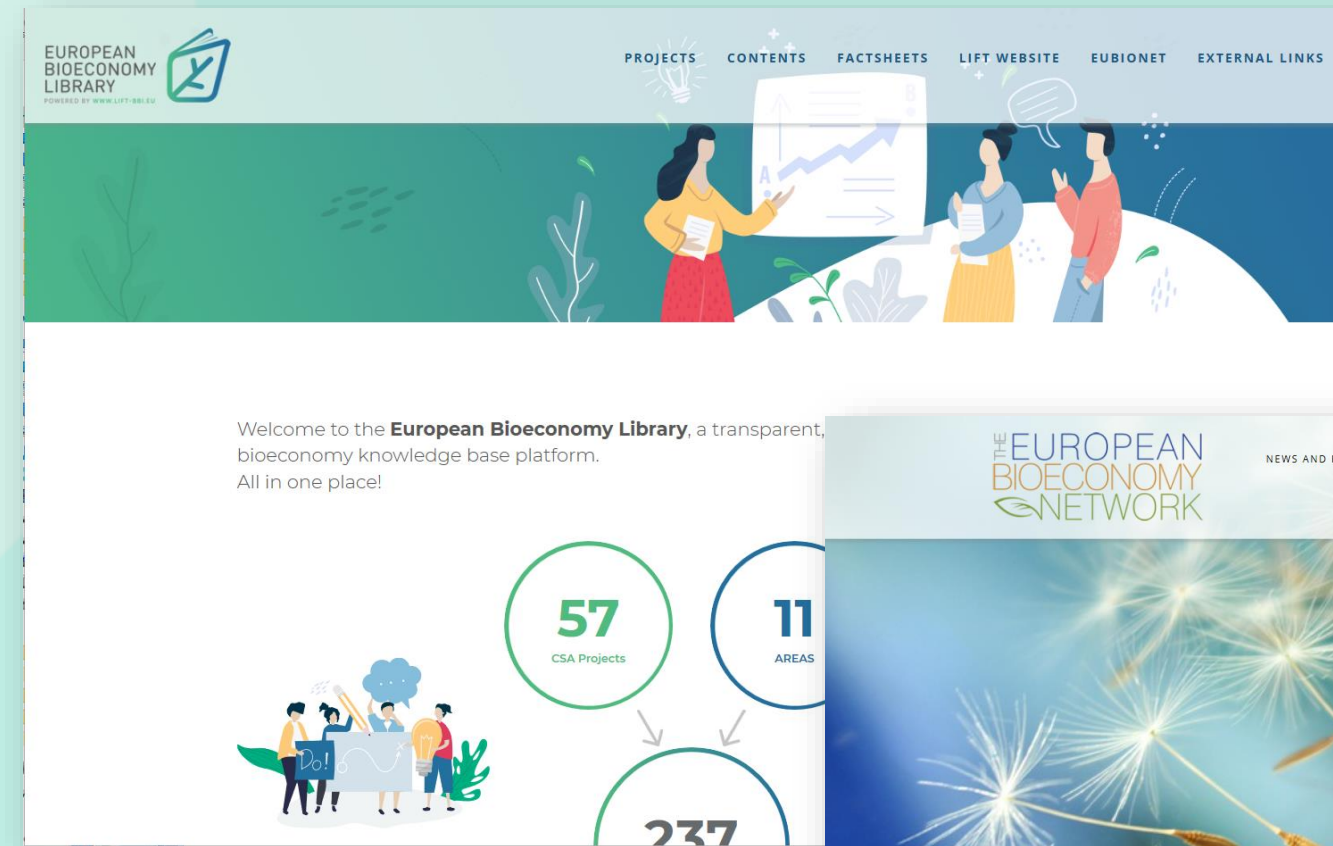 EUROPEAN
BIOECONOMY
LIBRARY
POWERED BY WWW.LIFT-BBI.EU
PROJECTS CONTENTS FACTSHEETS LIFT WEBSITE EUBIONET EXTERNAL LINKS
B
A
Welcome to the European Bioeconomy Library, a transparent,
bioeconomy knowledge base platform.
All in one place!
THE EUROPEAN
BIOECONOMY
NETWORK
NEWS AND
57
CSA Projects
11
AREAS
Do!
237